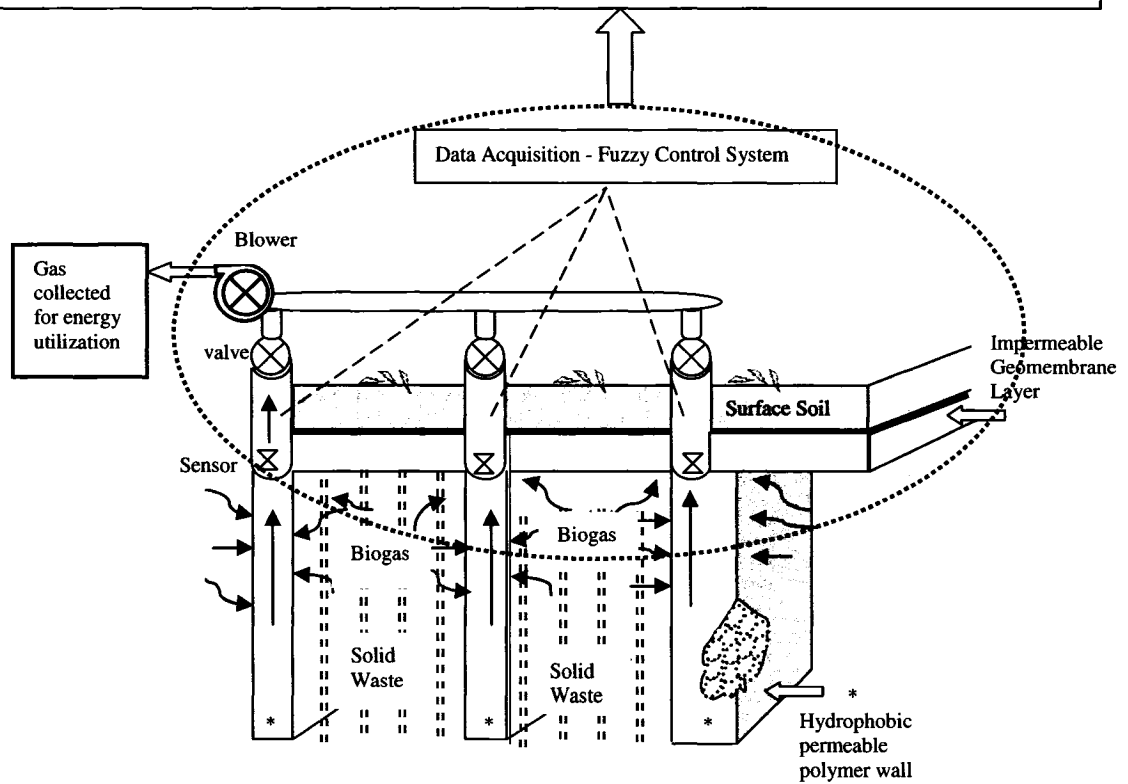 Data Acquisition - Fuzzy Control System
Blower
Gas
collected
for energy
utilization
valve
Impermeable
Geomembrane
Layer
Surface Soil
Sensor
Biogas
Biogas
Solid
Waste
Solid
Waste
*
*
*
*
Hydrophobic
permeable
polymer wall